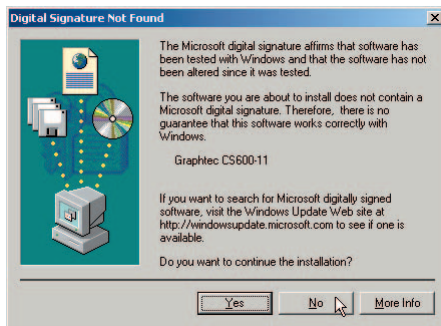 Digital Signature Not Found
The Microsoft digital signature affirms that software has
been tested with Windows and that the software has not
been altered since it was tested.
The software you are about to install does not contain a
Microsoft digital signature. Therefore, there is no
guarantee that this software works correctly with
Windows.
Graphtec CS600-11
If you want to search for Microsoft digitally signed
software, visit the Windows Update Web site at
http://windowsupdate.microsoft.com to see if one is
available.
Do you want to continue the installation?
Yes No More Info